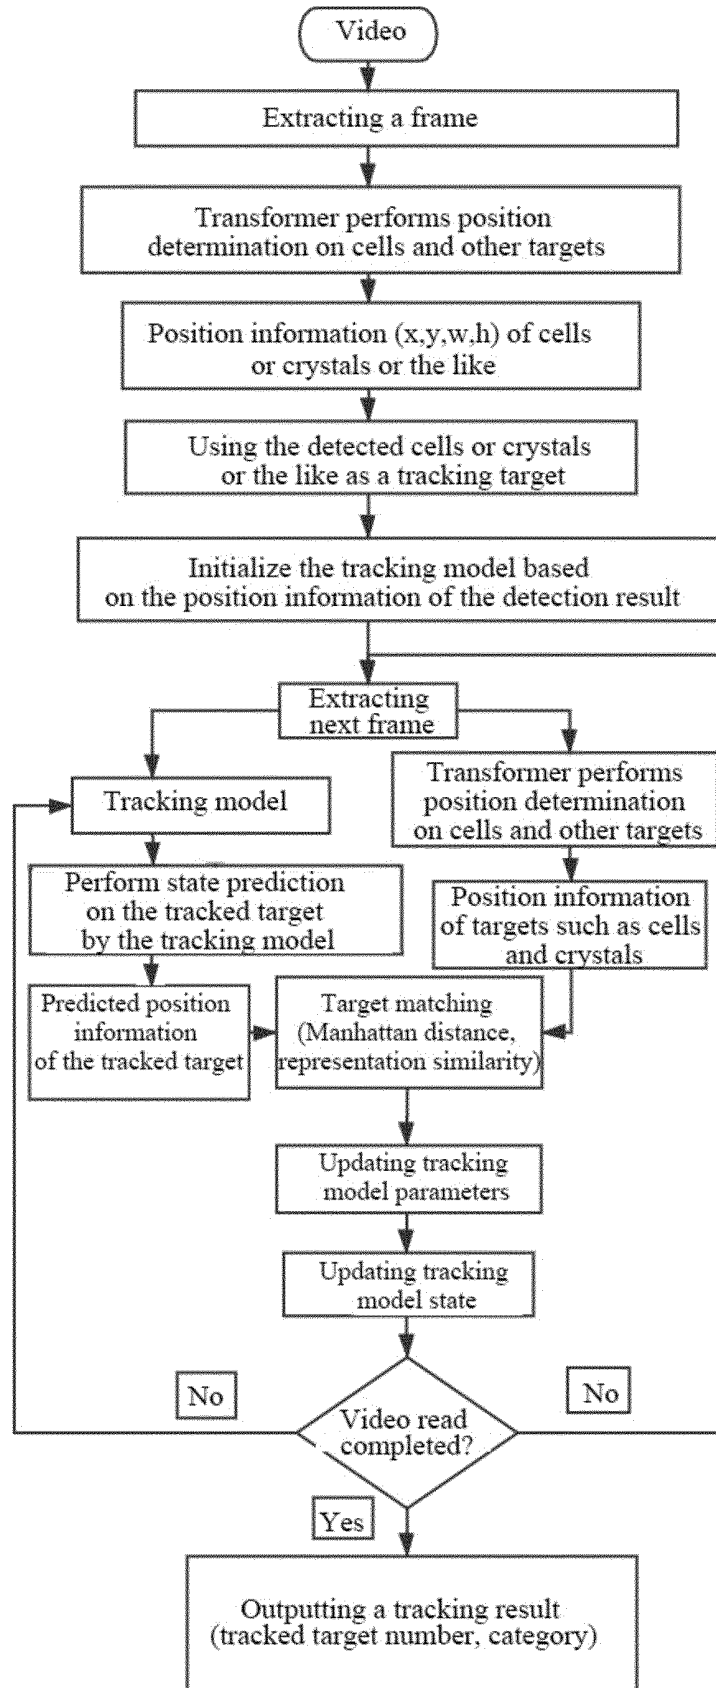 Video
Extracting a frame
Transformer performs position
determination on cells and other targets
Position information (x,y,w,h) of cells
or crystals or the like
Using the detected cells or crystals
or the like as a tracking target
Initialize the tracking model based
on the position information of the detection result
Extracting
next frame
Tracking model
Transformer performs
position determination
on cells and other targets
Perform state prediction
on the tracked target
by the tracking model
Position information
of targets such as cells
and crystals
Predicted position
information
of the tracked target
Target matching
(Manhattan distance,
representation similarity)
Updating tracking
model parameters
Updating tracking
model state
No
No
Video read
completed?
Yes
Outputting a tracking result
(tracked target number, category)